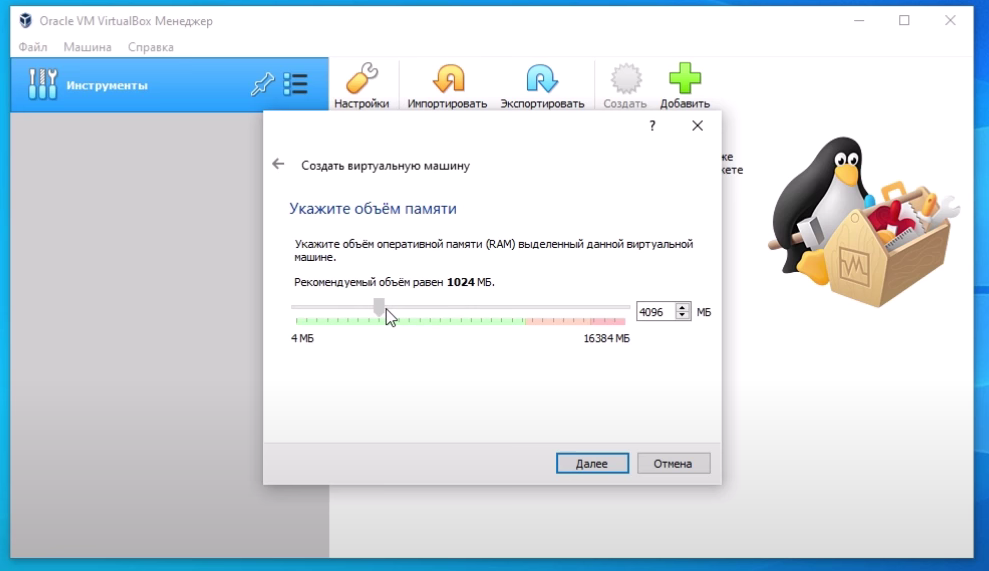 Oracle VM VirtualBox Менеджер
Файл Машина Справка
Инструменты
Настройки Импортировать Экспортировать Создать Добавить
?
Создать виртуальную машину
Укажите объём памяти
Укажите объём оперативной памяти (RAM) выделенный данной виртуальной
машине.
Рекомендуемый объём равен 1024 МБ.
4096 МБ
4 МБ 16384 МБ
Далее Отмена